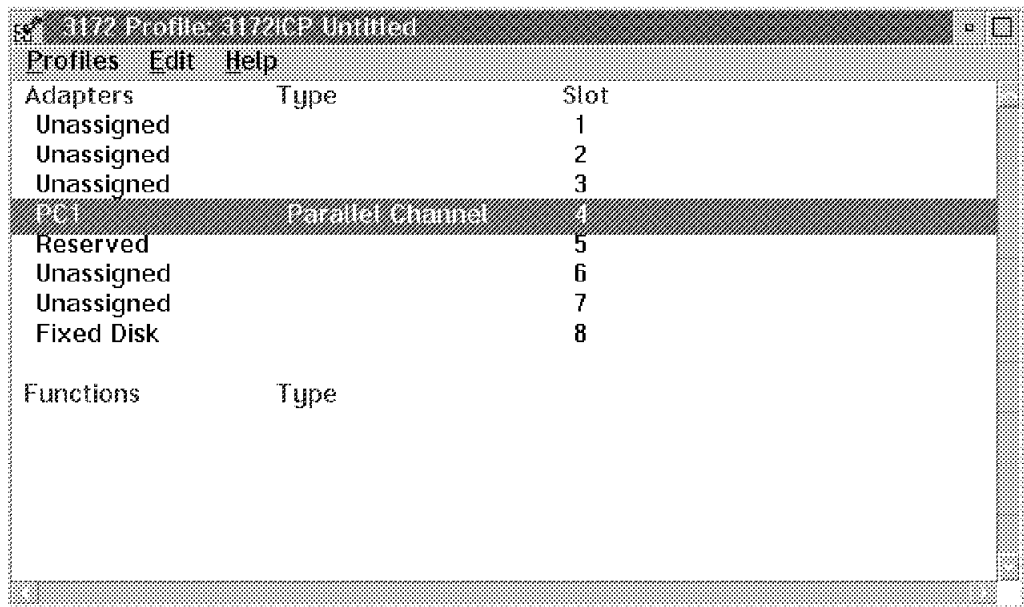 3172 Profile: 3172ICP Untitled
Profiles Edit Help
Adapters Type Slot
Unassigned 1
Unassigned 2
Unassigned 3
PC1 Parallel Channel 4
Reserved 5
Unassigned 6
Unassigned 7
Fixed Disk 8
Functions Type